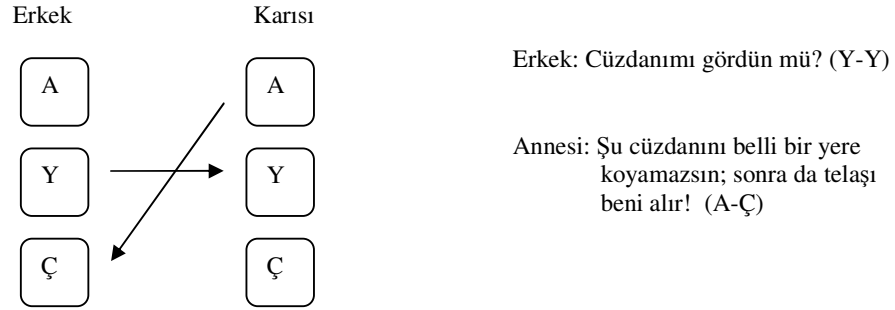 Erkek Karısı
A A
Y Y
Ç Ç
Erkek: Cüzdanımı gördün mü? (Y-Y)
Annesi: Şu cüzdanını belli bir yere
koyamazsın; sonra da telaşı
beni alır! (A-Ç)